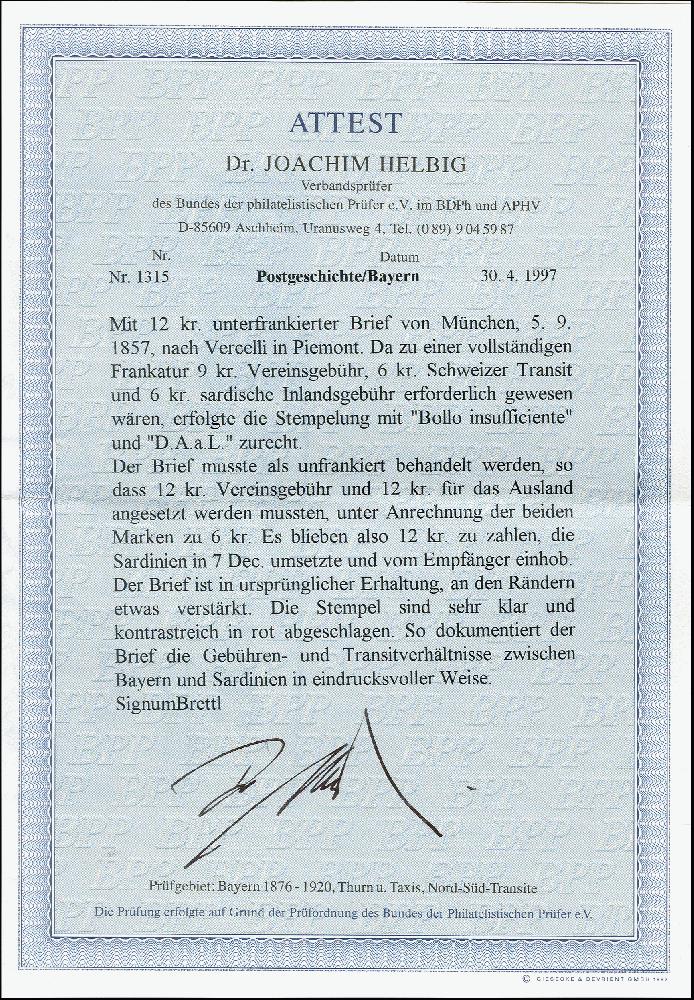 ATTEST
Dr. JOACHIM HELBIG
Verbandsprüfer
des Bundes der philatelistischen Prüfer e.V. im BDPh und APHV
D-85609 Aschheim, Uranusweg 4, Tel. (0 89) 9 04 59 87
Nr. Datum
Nr. 1315 Postgeschichte/Bayern 30. 4. 1997
Mit 12 kr. unterfrankierter Brief von München, 5. 9.
1857, nach Vercelli in Piemont. Da zu einer vollständigen
Frankatur 9 kr. Vereinsgebühr, 6 kr. Schweizer Transit
und 6 kr. sardische Inlandsgebühr erforderlich gewesen
wären, erfolgte die Stempelung mit "Bollo insufficiente"
und "D.A.a.L." zurecht.
Der Brief musste als unfrankiert behandelt werden, so
dass 12 kr. Vereinsgebühr und 12 kr. für das Ausland
angesetzt werden mussten, unter Anrechnung der beiden
Marken zu 6 kr. Es blieben also 12 kr. zu zahlen, die
Sardinien in 7 Dec. umsetzte und vom Empfänger einhob.
Der Brief ist in ursprünglicher Erhaltung, an den Rändern
etwas verstärkt. Die Stempel sind sehr klar und
kontrastreich in rot abgeschlagen. So dokumentiert der
Brief die Gebühren- und Transitverhältnisse zwischen
Bayern und Sardinien in eindrucksvoller Weise.
SignumBrettl
Prüfgebiet: Bayern 1876 - 1920, Thurn u. Taxis, Nord-Süd-Transite
Die Prüfung erfolgte auf Grund der Prüfordnung des Bundes der Philatelistischen Prüfer e.V.
© GIESECKE & DEVRIENT GMBH